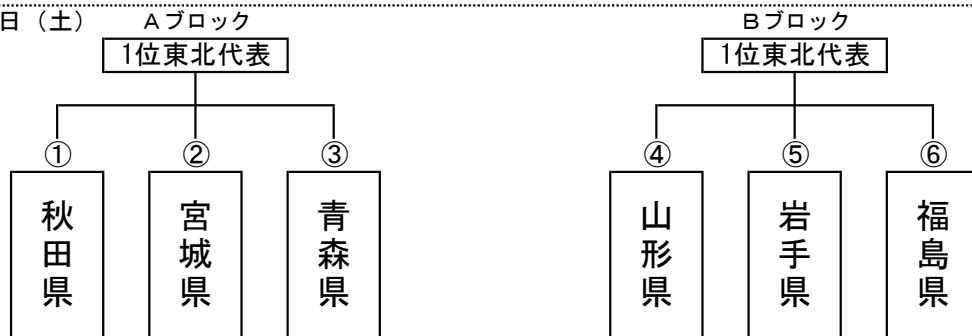 日（土）　Aブロック　Bブロック
1位東北代表　1位東北代表
①　②　③　④　⑤　⑥
秋田県　宮城県　青森県　山形県　岩手県　福島県